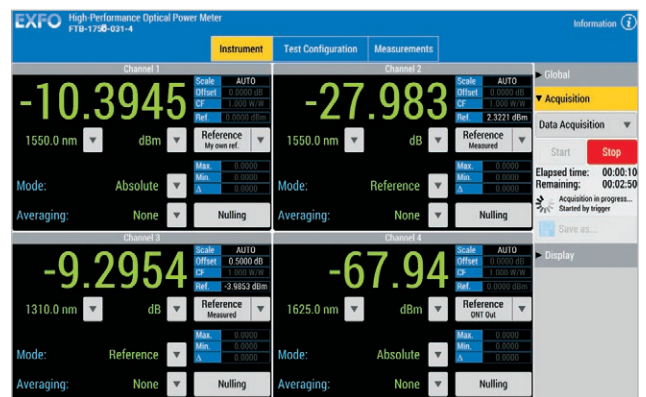 EXFO High-Performance Optical Power Meter
FTB-1750-031-4
Information
Instrument Test Configuration Measurements
Channel 1
-10.3945
Scale AUTO
Offset 0.0000 dB
CF 1.000 W/W
Ref. 0.0000 dBm
1550.0 nm dBm
Reference
My own ref.
Max. 0.0000
Min. 0.0000
Δ 0.0000
Mode: Absolute
Averaging: None Nulling
Channel 2
-27.983
Scale AUTO
Offset 0.0000 dB
CF 1.000 W/W
Ref. 2.3221 dBm
1550.0 nm dB
Reference
Measured
Max. 0.0000
Min. 0.0000
Δ 0.0000
Mode: Reference
Averaging: None Nulling
Channel 3
-9.2954
Scale AUTO
Offset 0.5000 dB
CF 1.000 W/W
Ref. -3.9853 dBm
1310.0 nm dB
Reference
Measured
Max. 0.0000
Min. 0.0000
Δ 0.0000
Mode: Reference
Averaging: None Nulling
Channel 4
-67.94
Scale AUTO
Offset 0.0000 dB
CF 1.000 W/W
Ref. 0.0000 dBm
1625.0 nm dBm
Reference
ONT Out
Max. 0.0000
Min. 0.0000
Δ 0.0000
Mode: Absolute
Averaging: None Nulling
Global
Acquisition
Data Acquisition
Start Stop
Elapsed time: 00:00:10
Remaining: 00:02:50
Acquisition in progress...
Started by trigger
Save as...
Display